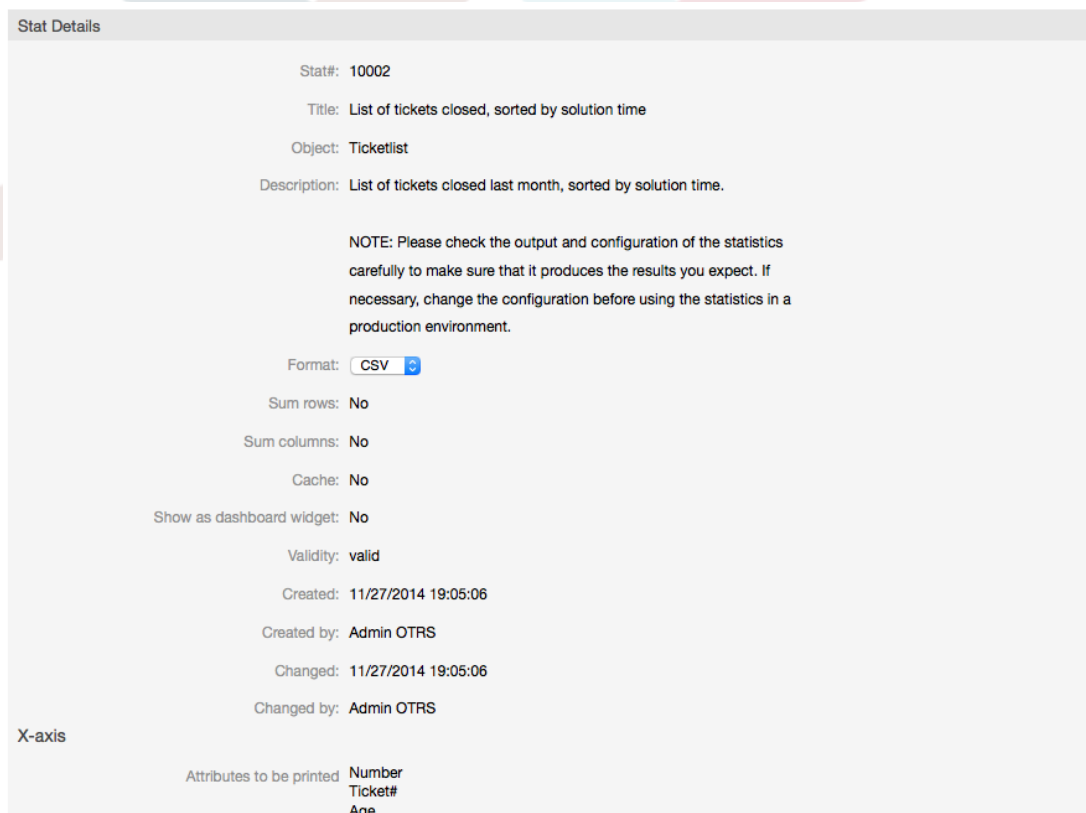 Stat Details
Stat#: 10002
Title: List of tickets closed, sorted by solution time
Object: Ticketlist
Description: List of tickets closed last month, sorted by solution time.
NOTE: Please check the output and configuration of the statistics
carefully to make sure that it produces the results you expect. If
necessary, change the configuration before using the statistics in a
production environment.
Format: CSV
Sum rows: No
Sum columns: No
Cache: No
Show as dashboard widget: No
Validity: valid
Created: 11/27/2014 19:05:06
Created by: Admin OTRS
Changed: 11/27/2014 19:05:06
Changed by: Admin OTRS
X-axis
Attributes to be printed Number
Ticket#
Age